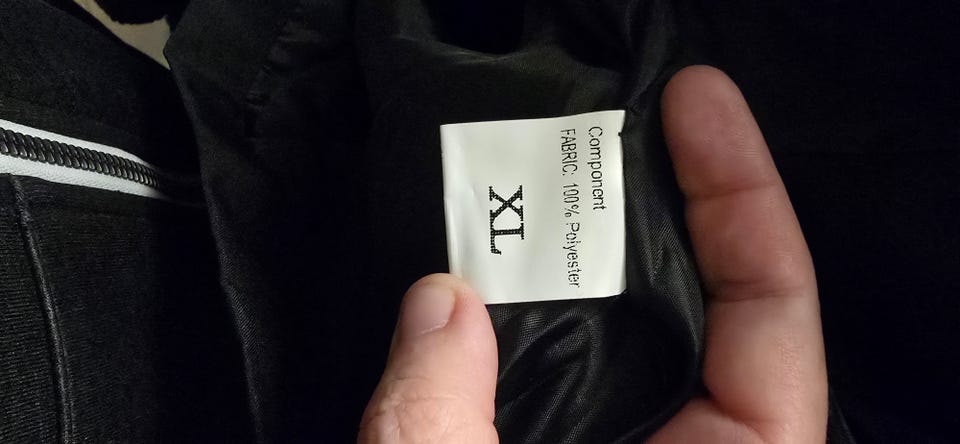 Component
FABRIC: 100% Polyester
XL